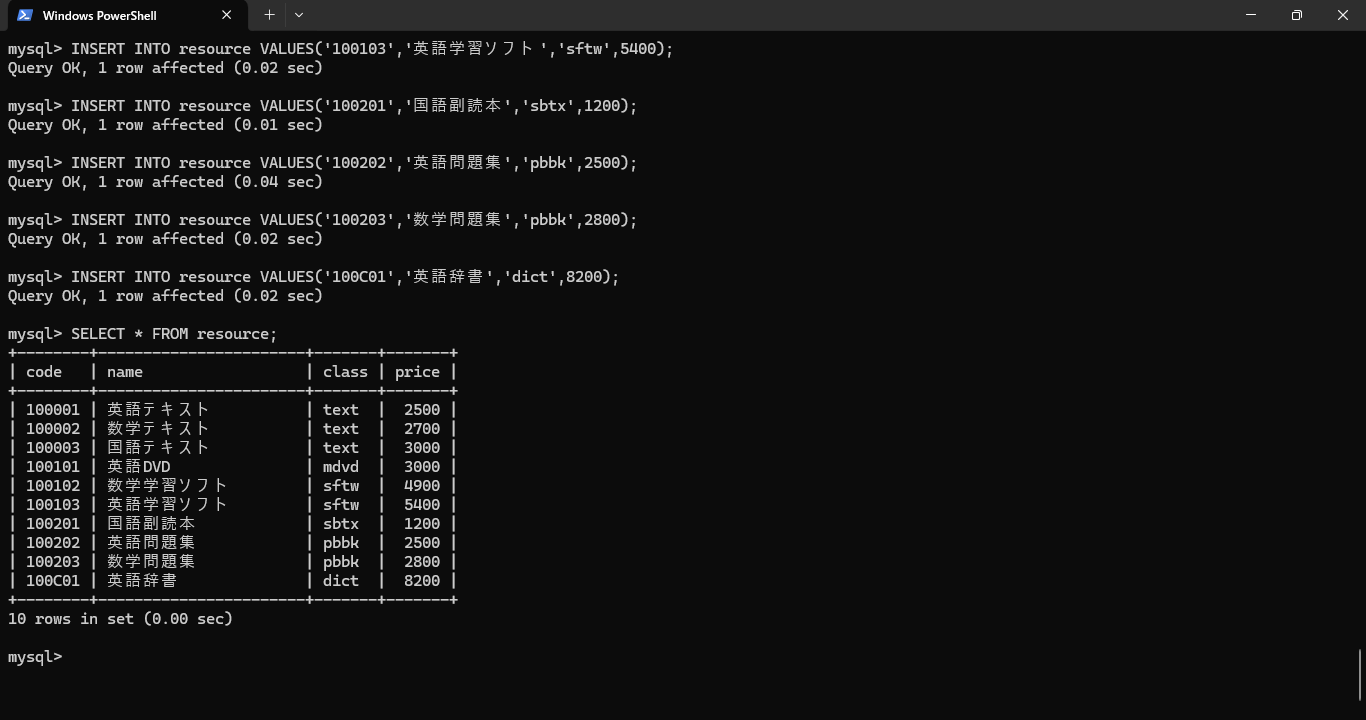 Windows PowerShell
mysql> INSERT INTO resource VALUES('100103','英語学習ソフト','sftw',5400);
Query OK, 1 row affected (0.02 sec)
mysql> INSERT INTO resource VALUES('100201','国語副読本','sbtx',1200);
Query OK, 1 row affected (0.01 sec)
mysql> INSERT INTO resource VALUES('100202','英語問題集','pbbk',2500);
Query OK, 1 row affected (0.04 sec)
mysql> INSERT INTO resource VALUES('100203','数学問題集','pbbk',2800);
Query OK, 1 row affected (0.02 sec)
mysql> INSERT INTO resource VALUES('100C01','英語辞書','dict',8200);
Query OK, 1 row affected (0.02 sec)
mysql> SELECT * FROM resource;
+--------+-----------------------+-------+-------+
| code   | name                  | class | price |
+--------+-----------------------+-------+-------+
| 100001 | 英語テキスト          | text  |  2500 |
| 100002 | 数学テキスト          | text  |  2700 |
| 100003 | 国語テキスト          | text  |  3000 |
| 100101 | 英語DVD               | mdvd  |  3000 |
| 100102 | 数学学習ソフト        | sftw  |  4900 |
| 100103 | 英語学習ソフト        | sftw  |  5400 |
| 100201 | 国語副読本            | sbtx  |  1200 |
| 100202 | 英語問題集            | pbbk  |  2500 |
| 100203 | 数学問題集            | pbbk  |  2800 |
| 100C01 | 英語辞書              | dict  |  8200 |
+--------+-----------------------+-------+-------+
10 rows in set (0.00 sec)
mysql>